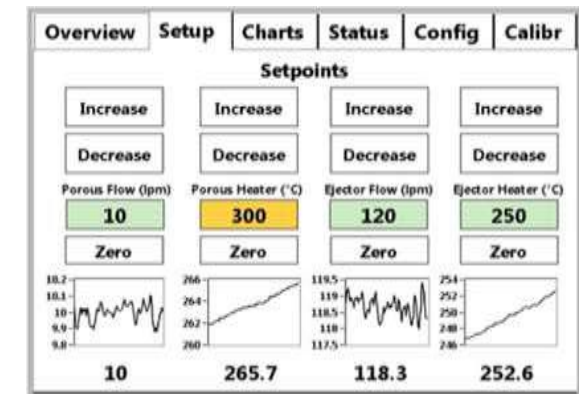 Overview Setup Charts Status Config Calibr
Setpoints
Increase Increase Increase Increase
Decrease Decrease Decrease Decrease
Porous Flow (lpm) Porous Heater (°C) Ejector Flow (lpm) Ejector Heater (°C)
10 300 120 250
Zero Zero Zero Zero
10.2 266 119.5 254
10.1 264 119 252
10 262 118.5 250
9.9 260 118 248
9.8 117.5 246
10 265.7 118.3 252.6